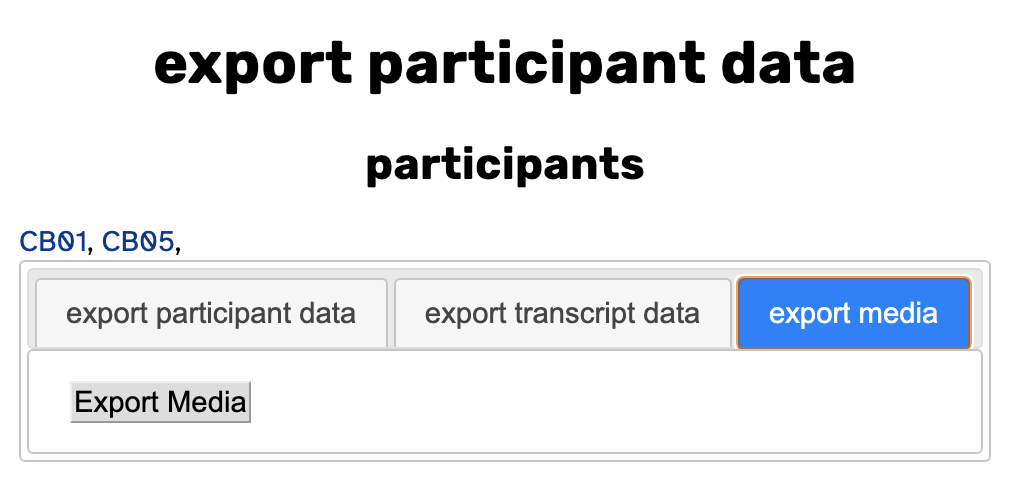 export participant data
participants
CB01, CB05,
export participant data export transcript data export media
Export Media